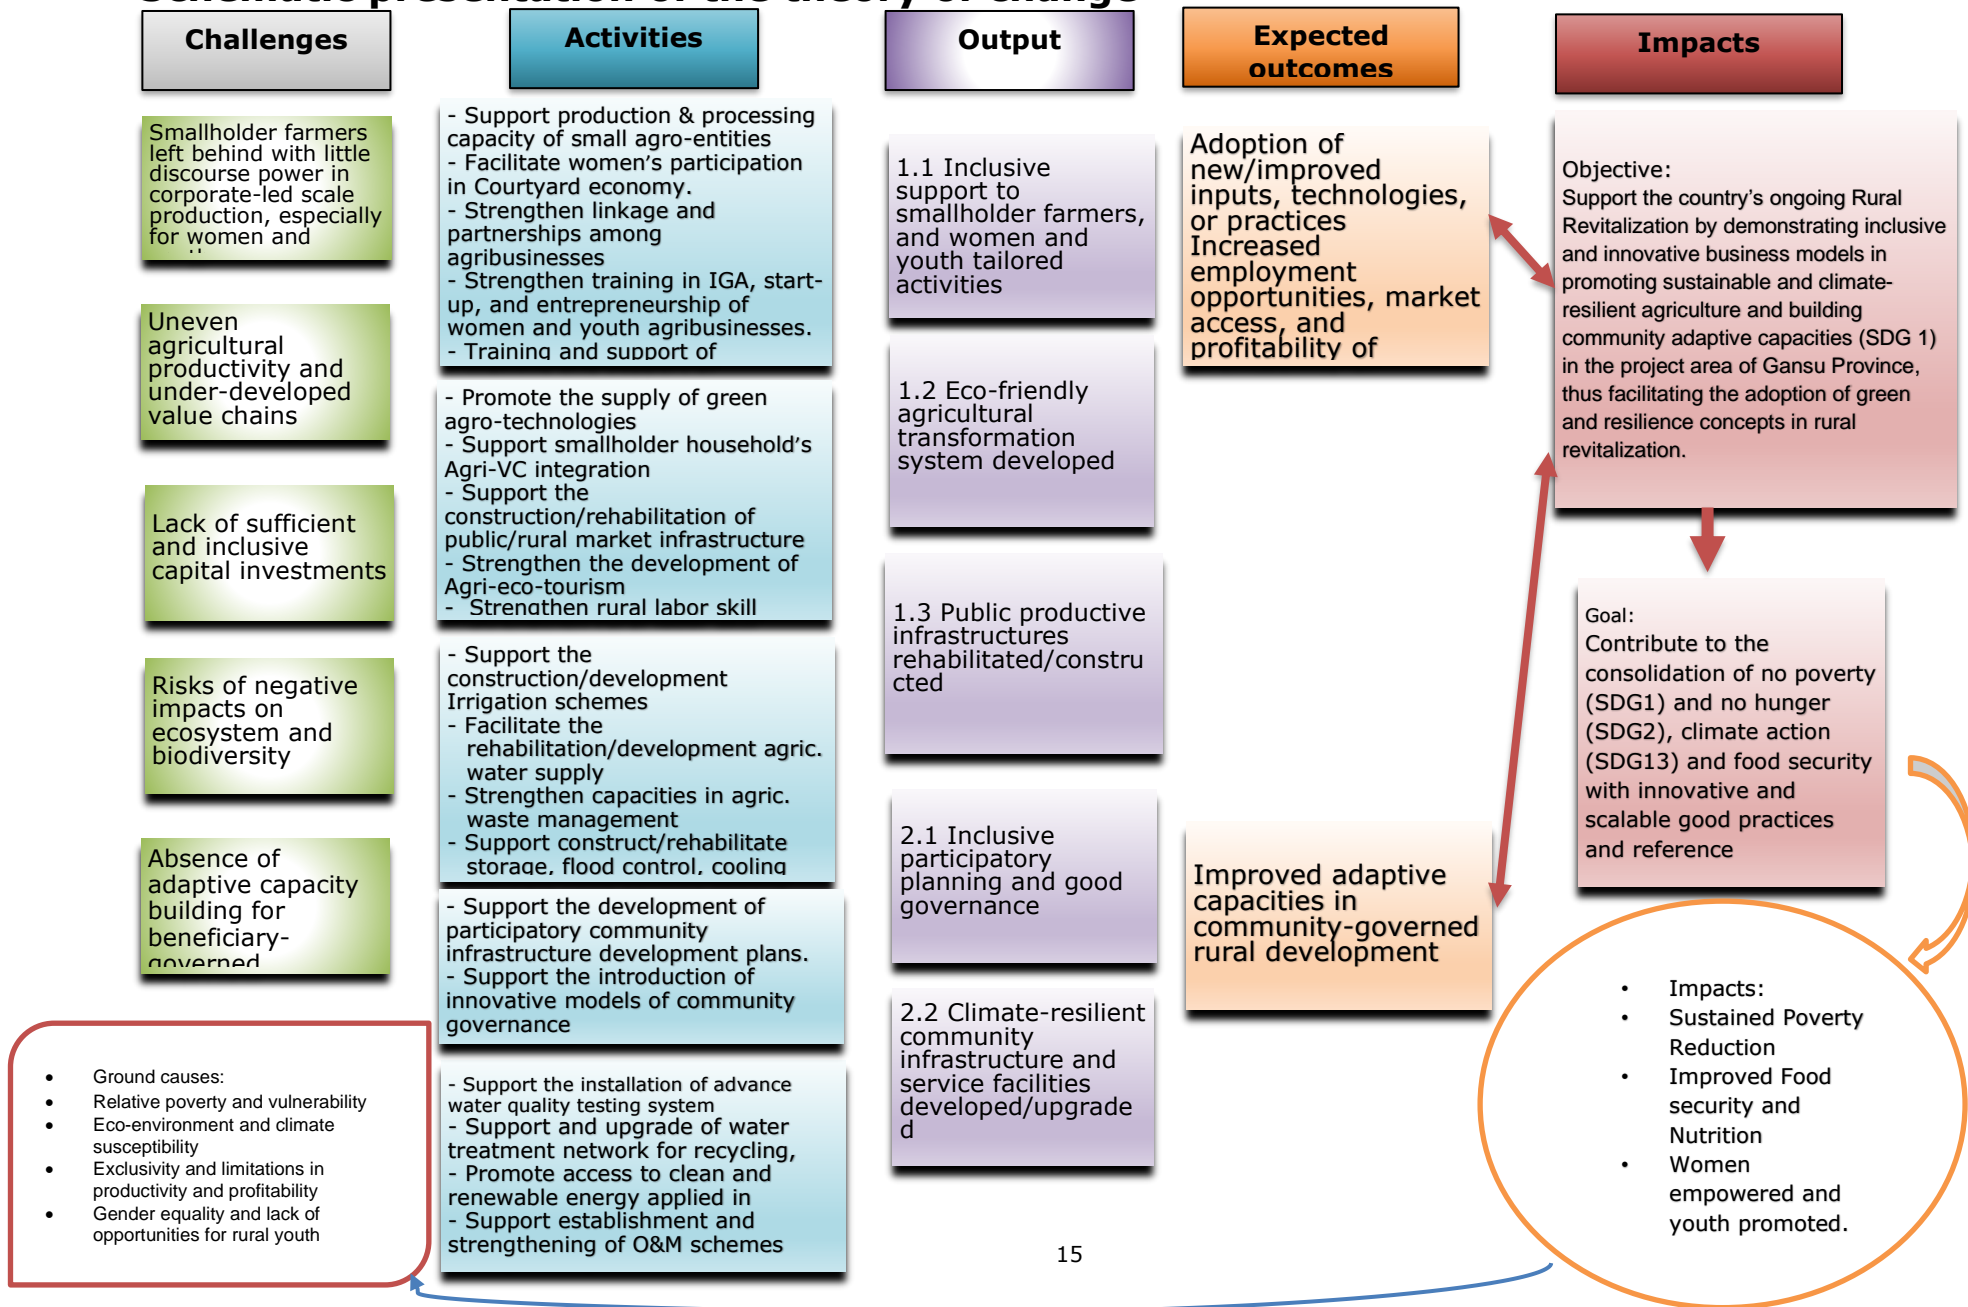 Schematic presentation of the theory of change
Challenges
Activities
Output
Expected
outcomes
Impacts
Smallholder farmers
left behind with little
discourse power in
corporate-led scale
production, especially
for women and
Uneven
agricultural
productivity and
under-developed
value chains
Lack of sufficient
and inclusive
capital investments
Risks of negative
impacts on
ecosystem and
biodiversity
Absence of
adaptive capacity
building for
beneficiary-
governed
• Ground causes:
• Relative poverty and vulnerability
• Eco-environment and climate
susceptibility
• Exclusivity and limitations in
productivity and profitability
• Gender equality and lack of
opportunities for rural youth
- Support production & processing
capacity of small agro-entities
- Facilitate women's participation
in Courtyard economy.
- Strengthen linkage and
partnerships among
agribusinesses
- Strengthen training in IGA, start-
up, and entrepreneurship of
women and youth agribusinesses.
- Training and support of
- Promote the supply of green
agro-technologies
- Support smallholder household's
Agri-VC integration
- Support the
construction/rehabilitation of
public/rural market infrastructure
- Strengthen the development of
Agri-eco-tourism
- Strengthen rural labor skill
- Support the
construction/development
Irrigation schemes
- Facilitate the
rehabilitation/development agric.
water supply
- Strengthen capacities in agric.
waste management
- Support construct/rehabilitate
storage, flood control, cooling
- Support the development of
participatory community
infrastructure development plans.
- Support the introduction of
innovative models of community
governance
- Support the installation of advance
water quality testing system
- Support and upgrade of water
treatment network for recycling,
- Promote access to clean and
renewable energy applied in
- Support establishment and
strengthening of O&M schemes
1.1 Inclusive
support to
smallholder farmers,
and women and
youth tailored
activities
1.2 Eco-friendly
agricultural
transformation
system developed
1.3 Public productive
infrastructures
rehabilitated/constru
cted
2.1 Inclusive
participatory
planning and good
governance
2.2 Climate-resilient
community
infrastructure and
service facilities
developed/upgrade
d
Adoption of
new/improved
inputs, technologies,
or practices
Increased
employment
opportunities, market
access, and
profitability of
Improved adaptive
capacities in
community-governed
rural development
Objective:
Support the country's ongoing Rural
Revitalization by demonstrating inclusive
and innovative business models in
promoting sustainable and climate-
resilient agriculture and building
community adaptive capacities (SDG 1)
in the project area of Gansu Province,
thus facilitating the adoption of green
and resilience concepts in rural
revitalization.
Goal:
Contribute to the
consolidation of no poverty
(SDG1) and no hunger
(SDG2), climate action
(SDG13) and food security
with innovative and
scalable good practices
and reference
• Impacts:
• Sustained Poverty
Reduction
• Improved Food
security and
Nutrition
• Women
empowered and
youth promoted.
15